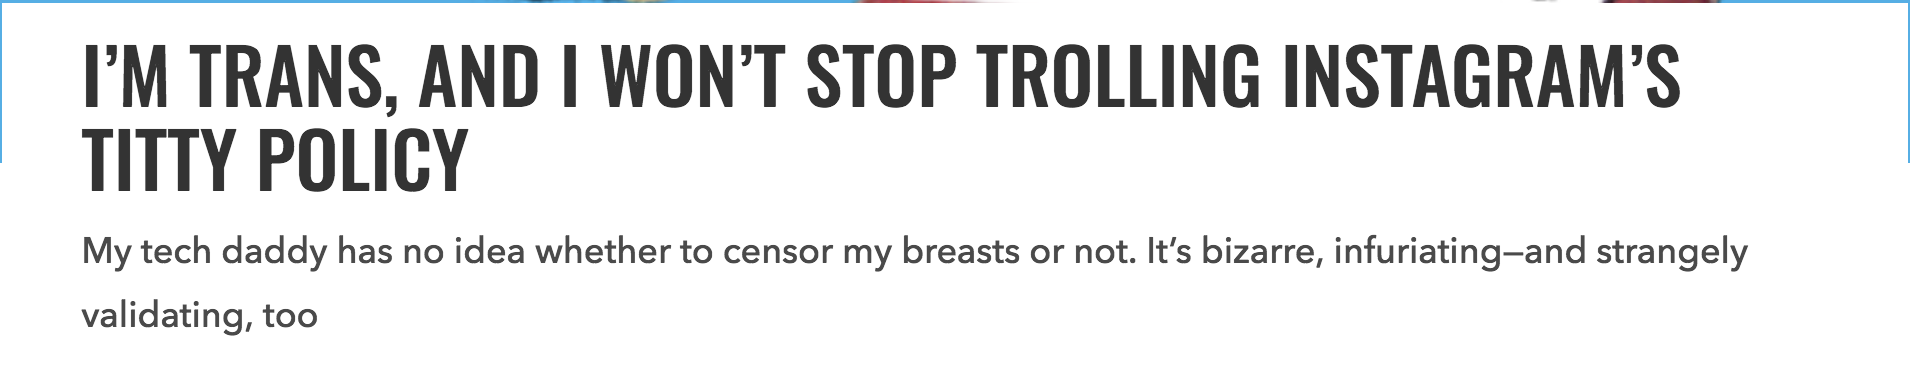 I’M TRANS, AND I WON’T STOP TROLLING INSTAGRAM’S
TITTY POLICY
My tech daddy has no idea whether to censor my breasts or not. It’s bizarre, infuriating—and strangely
validating, too